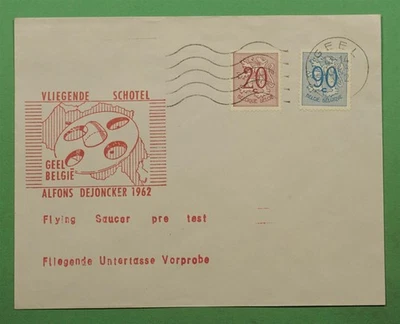 GEEL
20
c
90
c
VLIEGENDE SCHOTEL
GEEL
BELGIE
ALFONS DEJONCKER 1962
Flying Saucer pre test
Fliegende Untertasse Vorprobe